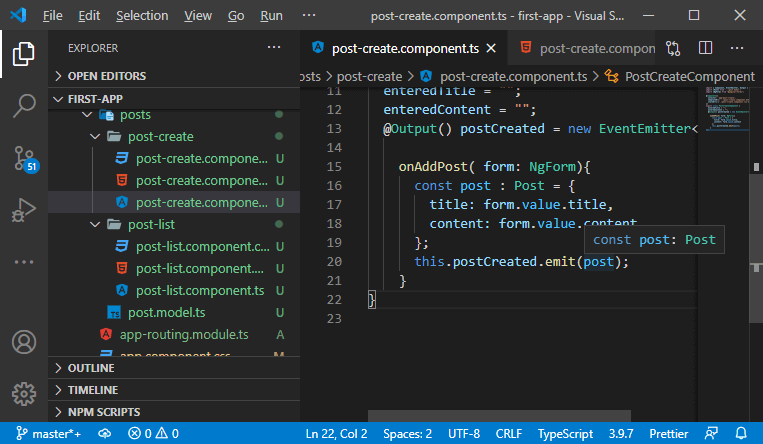 File Edit Selection View Go Run ··· post-create.component.ts - first-app - Visual S...
EXPLORER ···
OPEN EDITORS
FIRST-APP
posts
post-create
post-create.compone... U
post-create.compone... U
post-create.compone... U
post-list
post-list.component.c... U
post-list.component.... U
post-list.component.ts U
TS post.model.ts U
app-routing.module.ts A
app.component.css M
OUTLINE
TIMELINE
NPM SCRIPTS
51
post-create.component.ts post-create.compon
osts > post-create > post-create.component.ts > PostCreateComponent
11 enteredTitle = "";
12 enteredContent = "";
13 @Output() postCreated = new EventEmitter<
14
15 onAddPost( form: NgForm){
16 const post : Post = {
17 title: form.value.title,
18 content: form.value.content
19 };
const post: Post
20 this.postCreated.emit(post);
21 }
22 }
23
master*+ 0 0 Ln 22, Col 2 Spaces: 2 UTF-8 CRLF TypeScript 3.9.7 Prettier